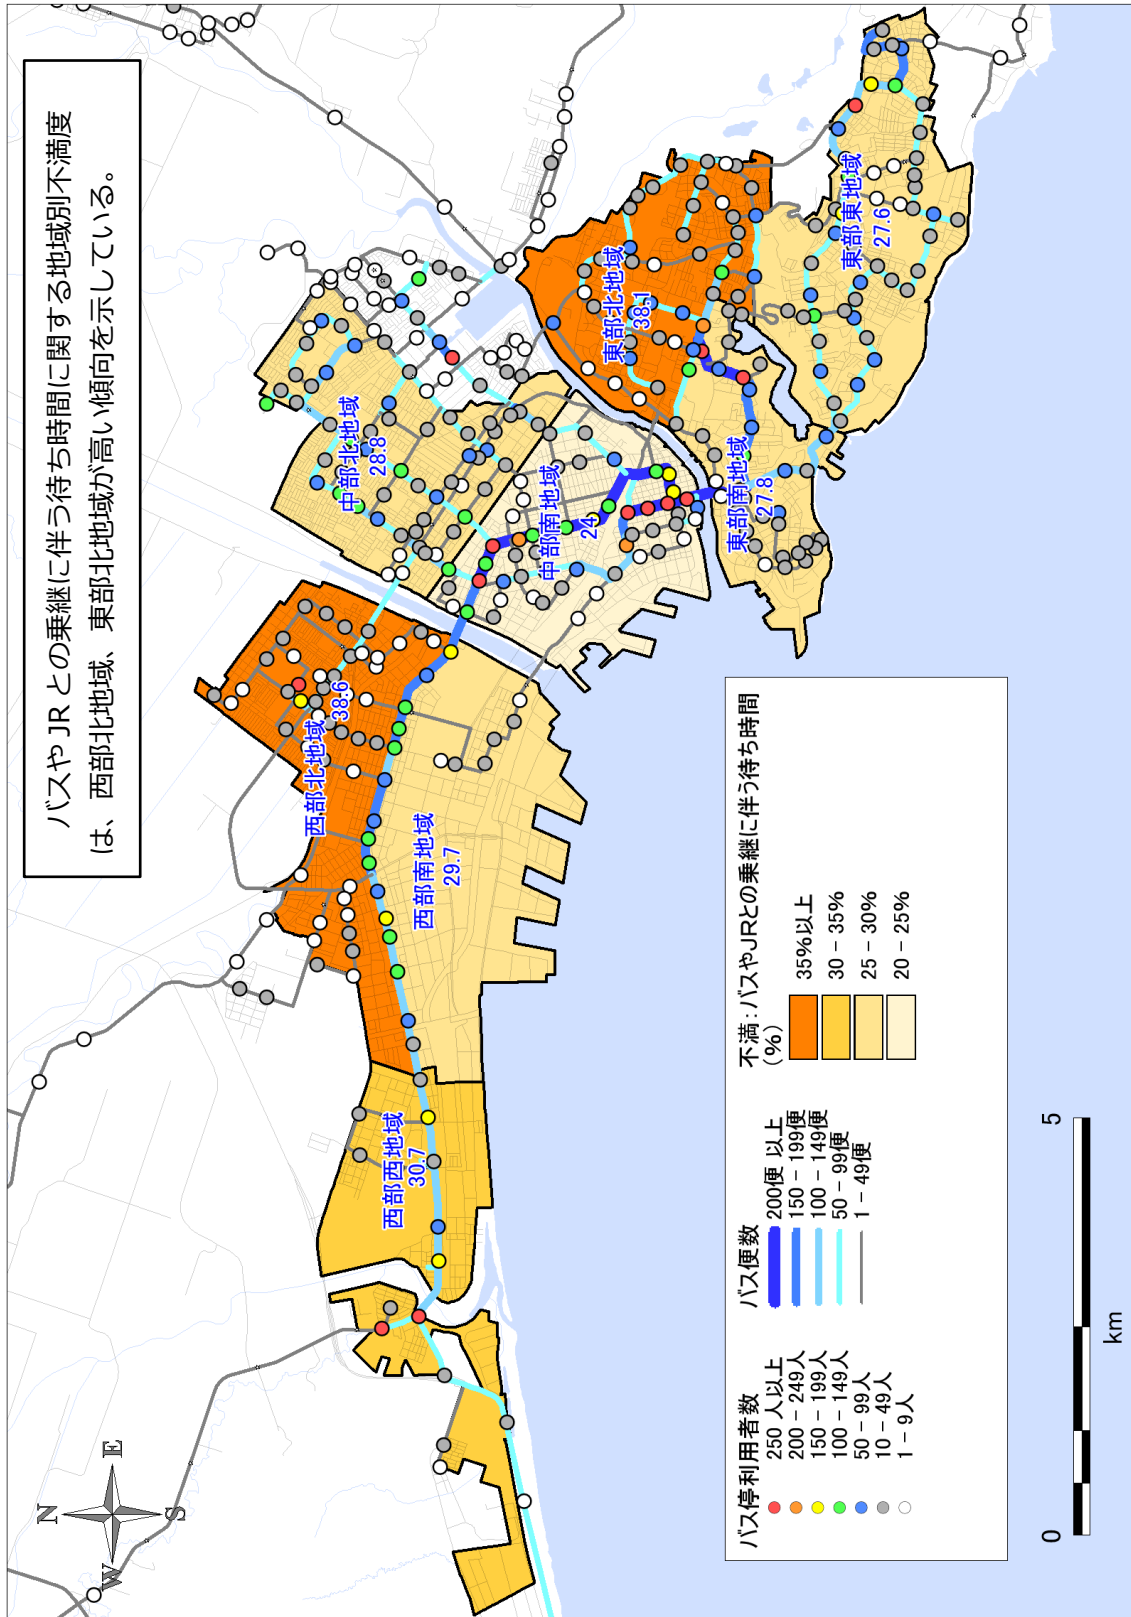 バスや JR との乗継に伴う待ち時間に関する地域別不満度
は、西部北地域、東部北地域が高い傾向を示している。
N
W
E
S
西部西地域
30.7
西部北地域
38.6
西部南地域
29.7
中部北地域
28.8
中部南地域
24
東部北地域
38.1
東部南地域
27.8
東部東地域
27.6
バス停利用者数
250 人以上
200 – 249人
150 – 199人
100 – 149人
50 – 99人
10 – 49人
1 – 9人
バス便数
200便 以上
150 – 199便
100 – 149便
50 – 99便
1 – 49便
不満：バスやJRとの乗継に伴う待ち時間
(%)
35%以上
30 – 35%
25 – 30%
20 – 25%
0
5
km